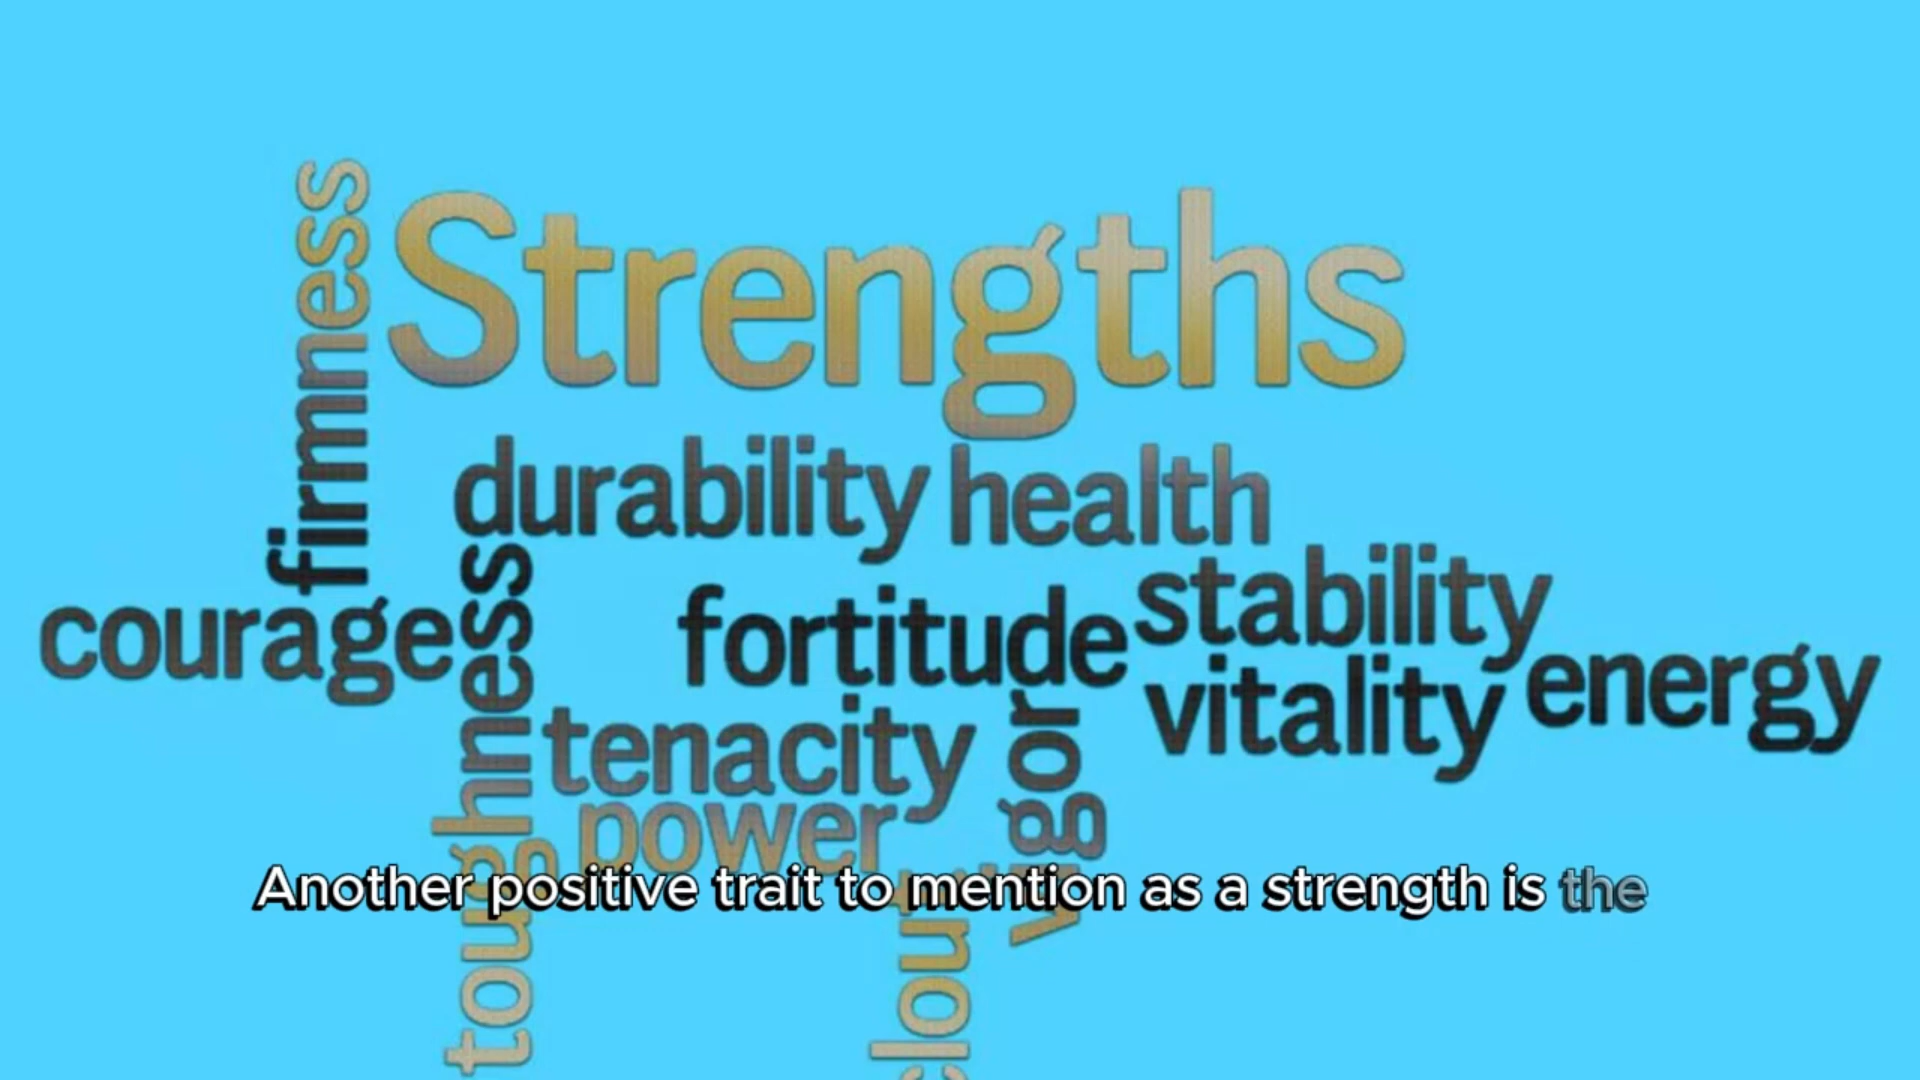 firmness
Strengths
durability health
stability
courage
fortitude
vitality energy
toughness
tenacity
vigor
power
clout
Another positive trait to mention as a strength is the